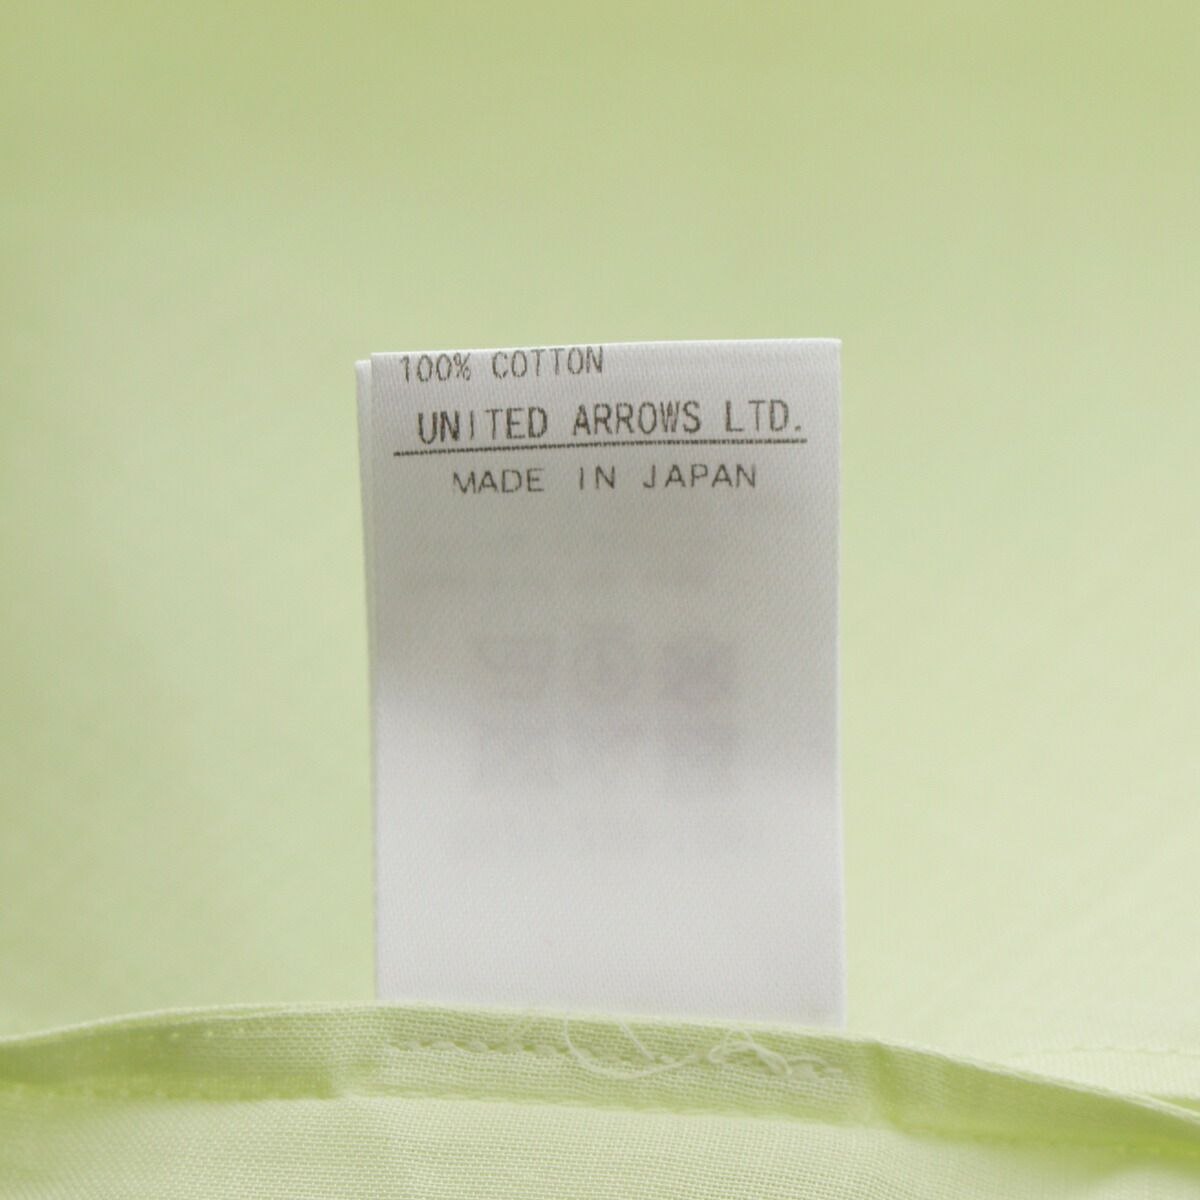 100% COTTON
UNITED ARROWS LTD.
MADE IN JAPAN